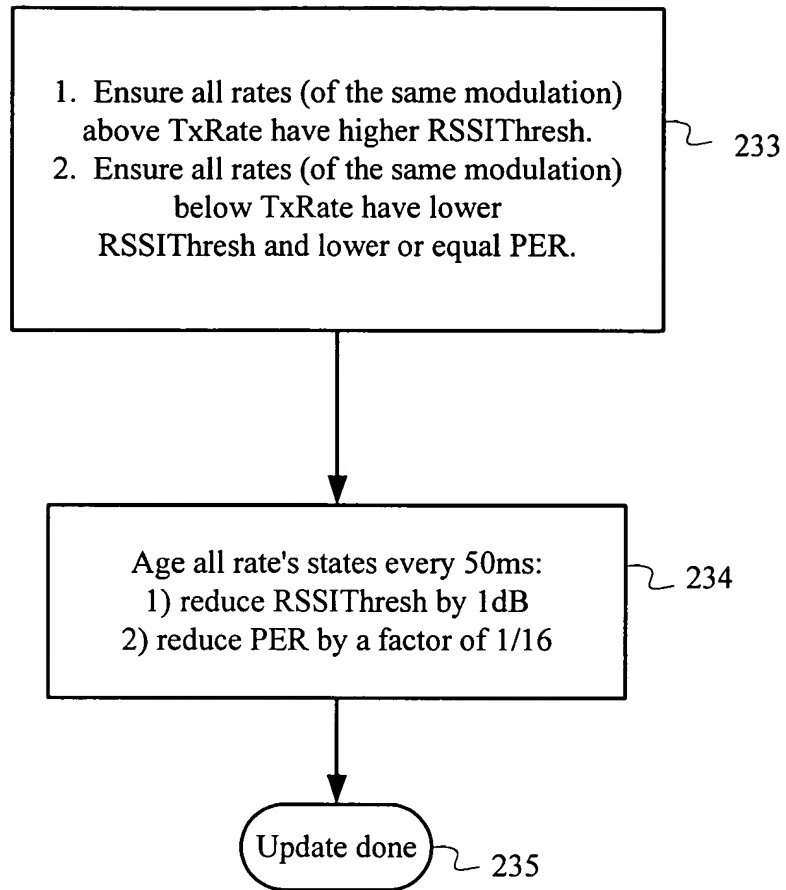 1. Ensure all rates (of the same modulation)
above TxRate have higher RSSIThresh.
2. Ensure all rates (of the same modulation)
below TxRate have lower
RSSIThresh and lower or equal PER.
233
Age all rate's states every 50ms:
1) reduce RSSIThresh by 1dB
2) reduce PER by a factor of 1/16
234
Update done
235